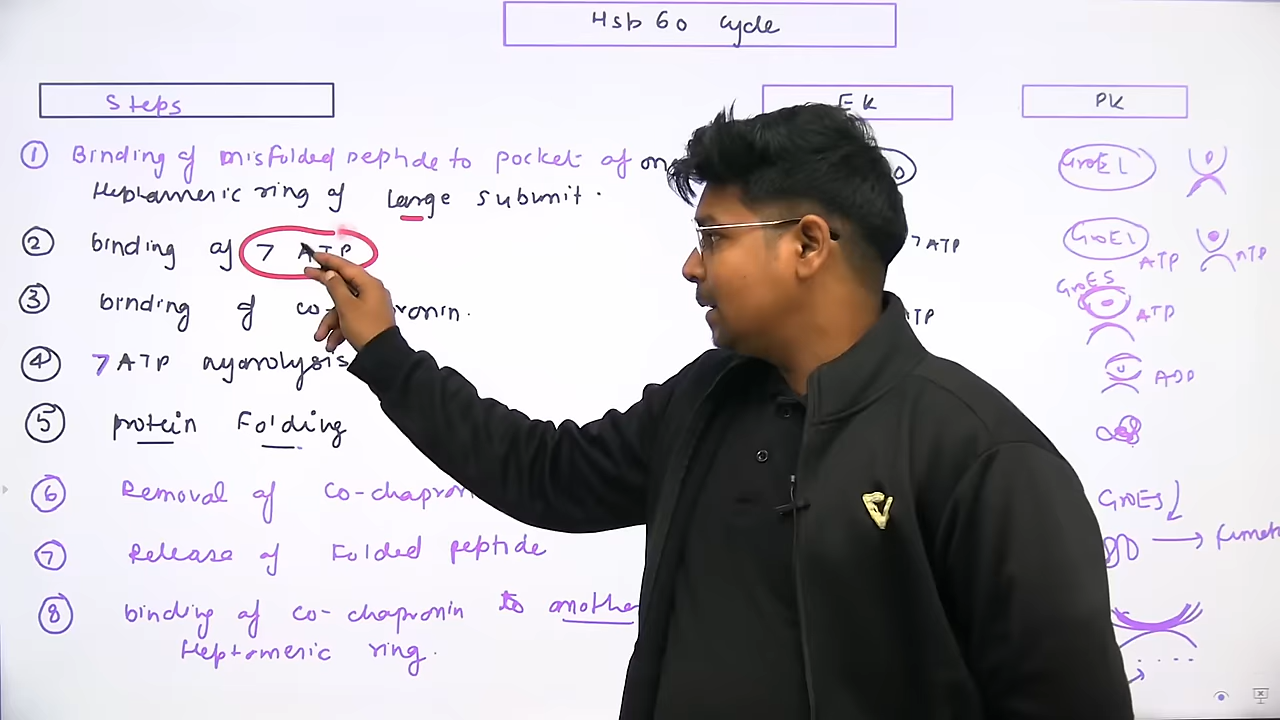 Hsp 60 cycle
Steps
EK
PK
① Binding of misfolded peptide to pocket of on
Heptameric ring of large subunit.
GroEL
② binding of 7 ATP
7 ATP
GroEL
ATP
ATP
③ binding of co-
ronin.
TP
GroES
ATP
④ 7 ATP hydrolysis
ADP
⑤ protein Folding
⑥ Removal of Co-chapron
GroES
⑦ Release of Folded peptide
⑧ binding of co-chapronin to another
Heptameric ring.